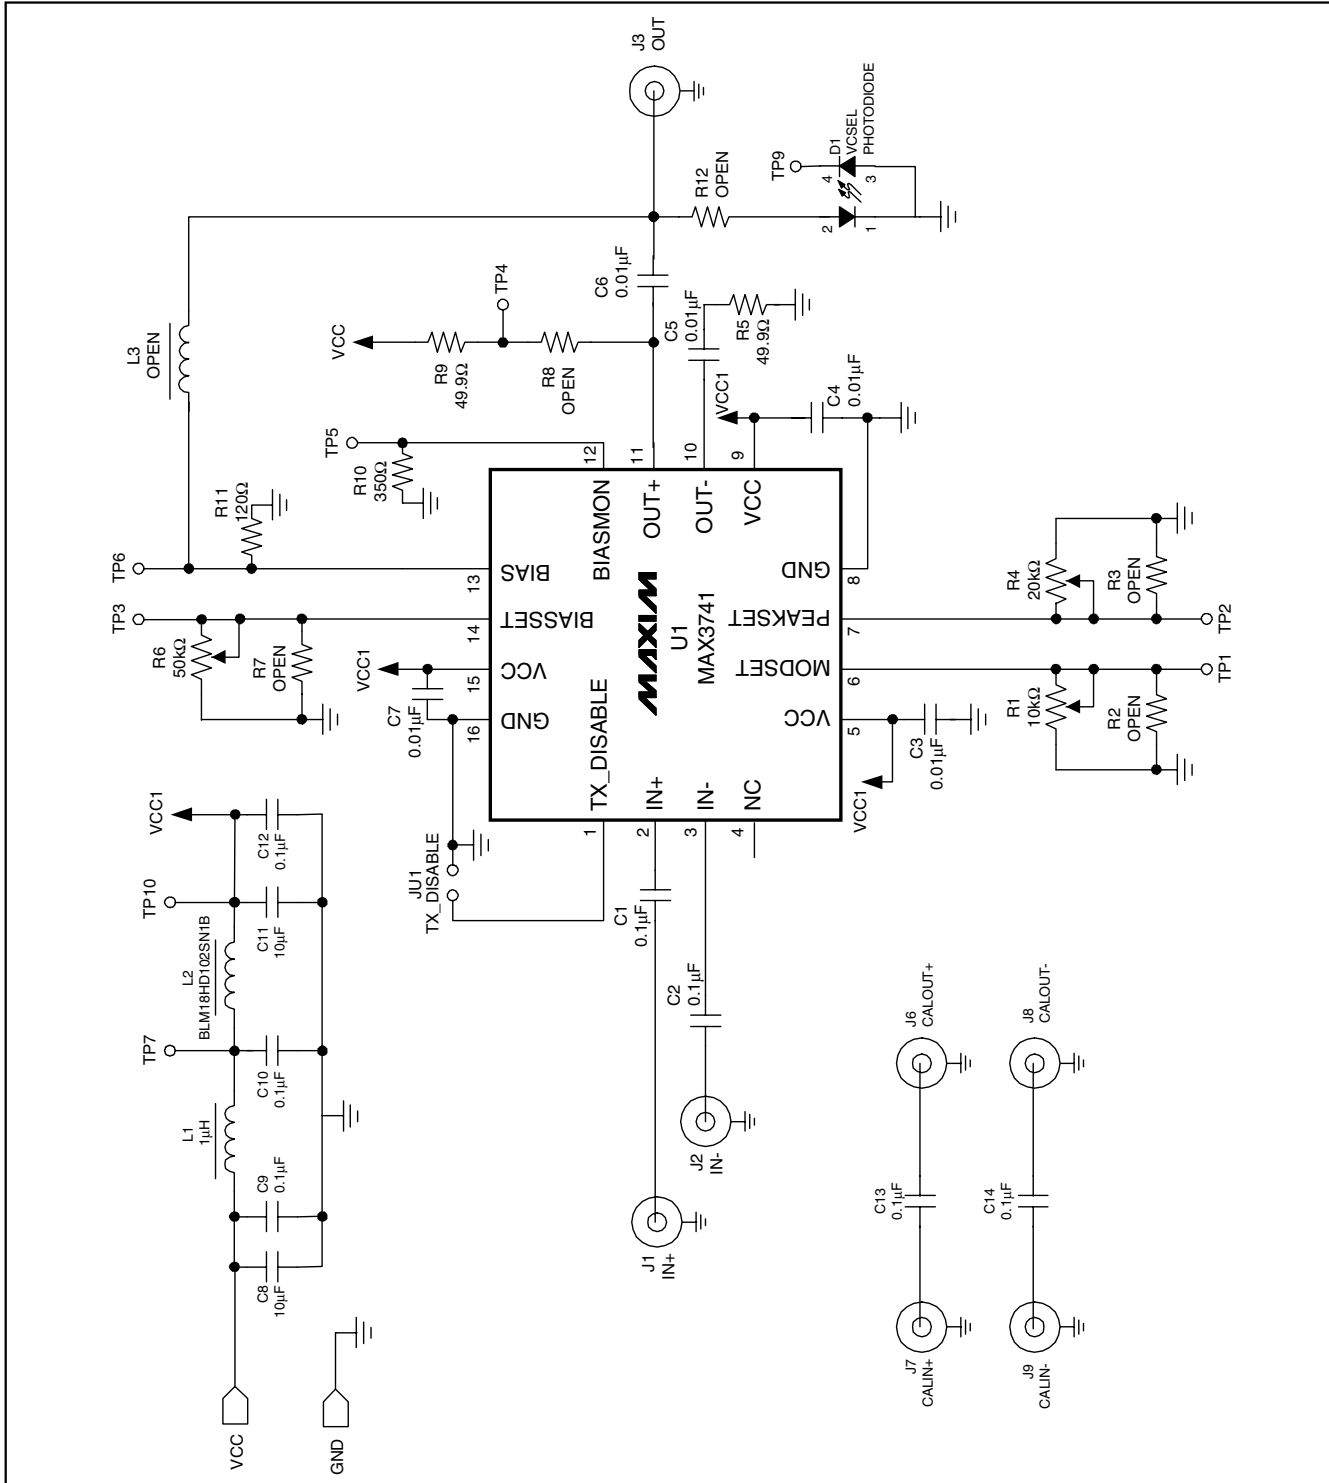 VCC
GND
C8
10µF
C9
0.1µF
L1
1µH
TP7
C10
0.1µF
L2
BLM18HD102SN1B
TP10
C11
10µF
C12
0.1µF
VCC1
TP3
R6
50kΩ
R7
OPEN
TP6
R11
120Ω
L3
OPEN
VCC1
C7
0.01µF
JU1
TX_DISABLE
TP5
R10
350Ω
VCC
R9
49.9Ω
TP4
R8
OPEN
C6
0.01µF
J3
OUT
R12
OPEN
TP9
D1
VCSEL
PHOTODIODE
4
3
2
1
C5
0.01µF
R5
49.9Ω
VCC1
C4
0.01µF
16
GND
15
VCC
14
BIASSET
13
BIAS
1
TX_DISABLE
2
IN+
3
IN-
4
NC
MAXIM
U1
MAX3741
12
BIASMON
11
OUT+
10
OUT-
9
VCC
5
VCC
6
MODSET
7
PEAKSET
8
GND
C1
0.1µF
C2
0.1µF
J1
IN+
J2
IN-
VCC1
C3
0.01µF
R1
10kΩ
R2
OPEN
TP1
R4
20kΩ
R3
OPEN
TP2
J7
CALIN+
C13
0.1µF
J6
CALOUT+
J9
CALIN-
C14
0.1µF
J8
CALOUT-